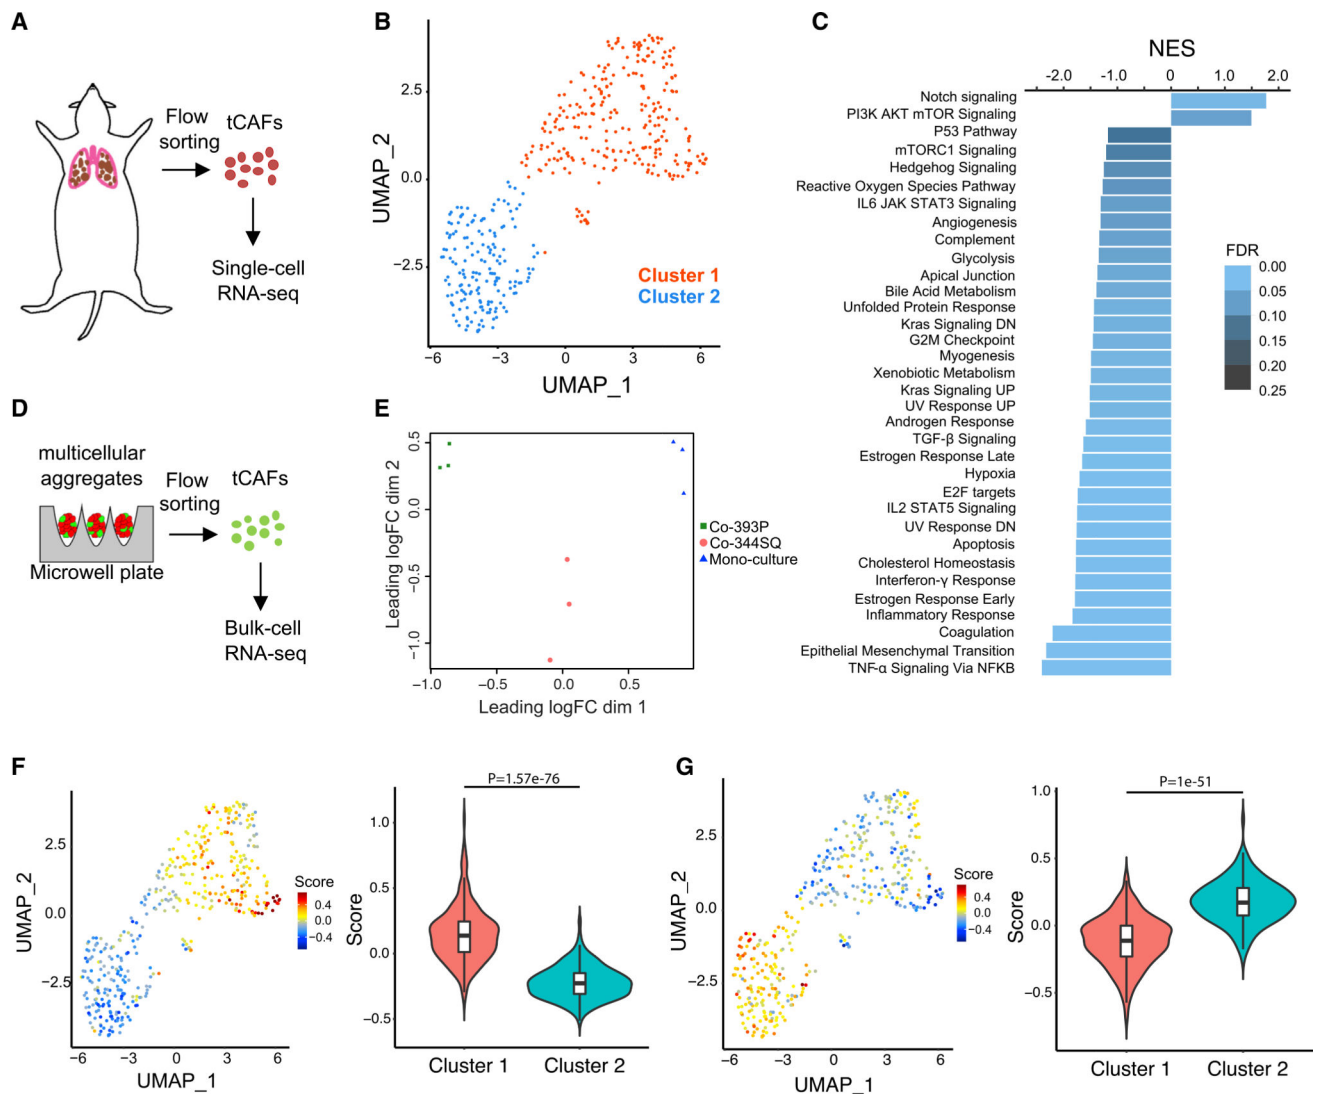 A
Flow
sorting
tCAFs
Single-cell
RNA-seq
B
UMAP_2
2.5
0.0
−2.5
Cluster 1
Cluster 2
−6
−3
0
3
6
UMAP_1
C
NES
-2.0
-1.0
0
1.0
2.0
Notch signaling
PI3K AKT mTOR Signaling
P53 Pathway
mTORC1 Signaling
Hedgehog Signaling
Reactive Oxygen Species Pathway
IL6 JAK STAT3 Signaling
Angiogenesis
Complement
Glycolysis
Apical Junction
Bile Acid Metabolism
Unfolded Protein Response
Kras Signaling DN
G2M Checkpoint
Myogenesis
Xenobiotic Metabolism
Kras Signaling UP
UV Response UP
Androgen Response
TGF-β Signaling
Estrogen Response Late
Hypoxia
E2F targets
IL2 STAT5 Signaling
UV Response DN
Apoptosis
Cholesterol Homeostasis
Interferon-γ Response
Estrogen Response Early
Inflammatory Response
Coagulation
Epithelial Mesenchymal Transition
TNF-α Signaling Via NFKB
FDR
0.00
0.05
0.10
0.15
0.20
0.25
D
multicellular
aggregates
Flow
sorting
tCAFs
Microwell plate
Bulk-cell
RNA-seq
E
Leading logFC dim 2
0.5
0.0
−0.5
−1.0
−1.0
−0.5
0.0
0.5
Leading logFC dim 1
Co-393P
Co-344SQ
Mono-culture
F
UMAP_2
2.5
0.0
−2.5
−6
−3
0
3
6
UMAP_1
Score
0.4
0.0
−0.4
P=1.57e-76
Score
1.0
0.5
0.0
−0.5
Cluster 1
Cluster 2
G
UMAP_2
2.5
0.0
−2.5
−6
−3
0
3
6
UMAP_1
Score
0.4
0.0
−0.4
P=1e-51
Score
1.0
0.5
0.0
−0.5
Cluster 1
Cluster 2